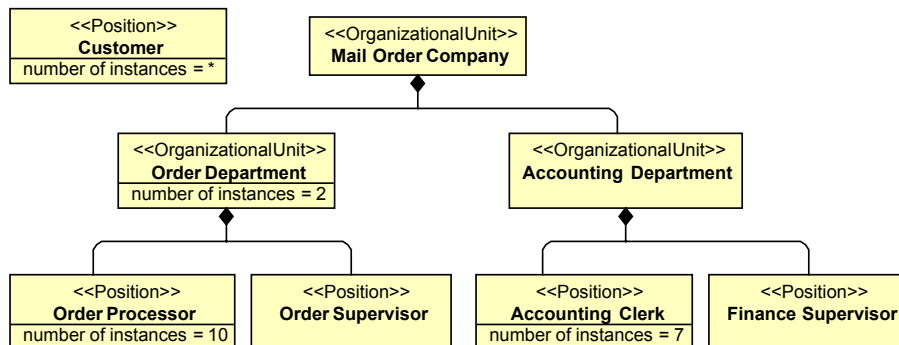 <<Position>>
Customer
number of instances = *
<<OrganizationalUnit>>
Mail Order Company
<<OrganizationalUnit>>
Order Department
number of instances = 2
<<OrganizationalUnit>>
Accounting Department
<<Position>>
Order Processor
number of instances = 10
<<Position>>
Order Supervisor
<<Position>>
Accounting Clerk
number of instances = 7
<<Position>>
Finance Supervisor